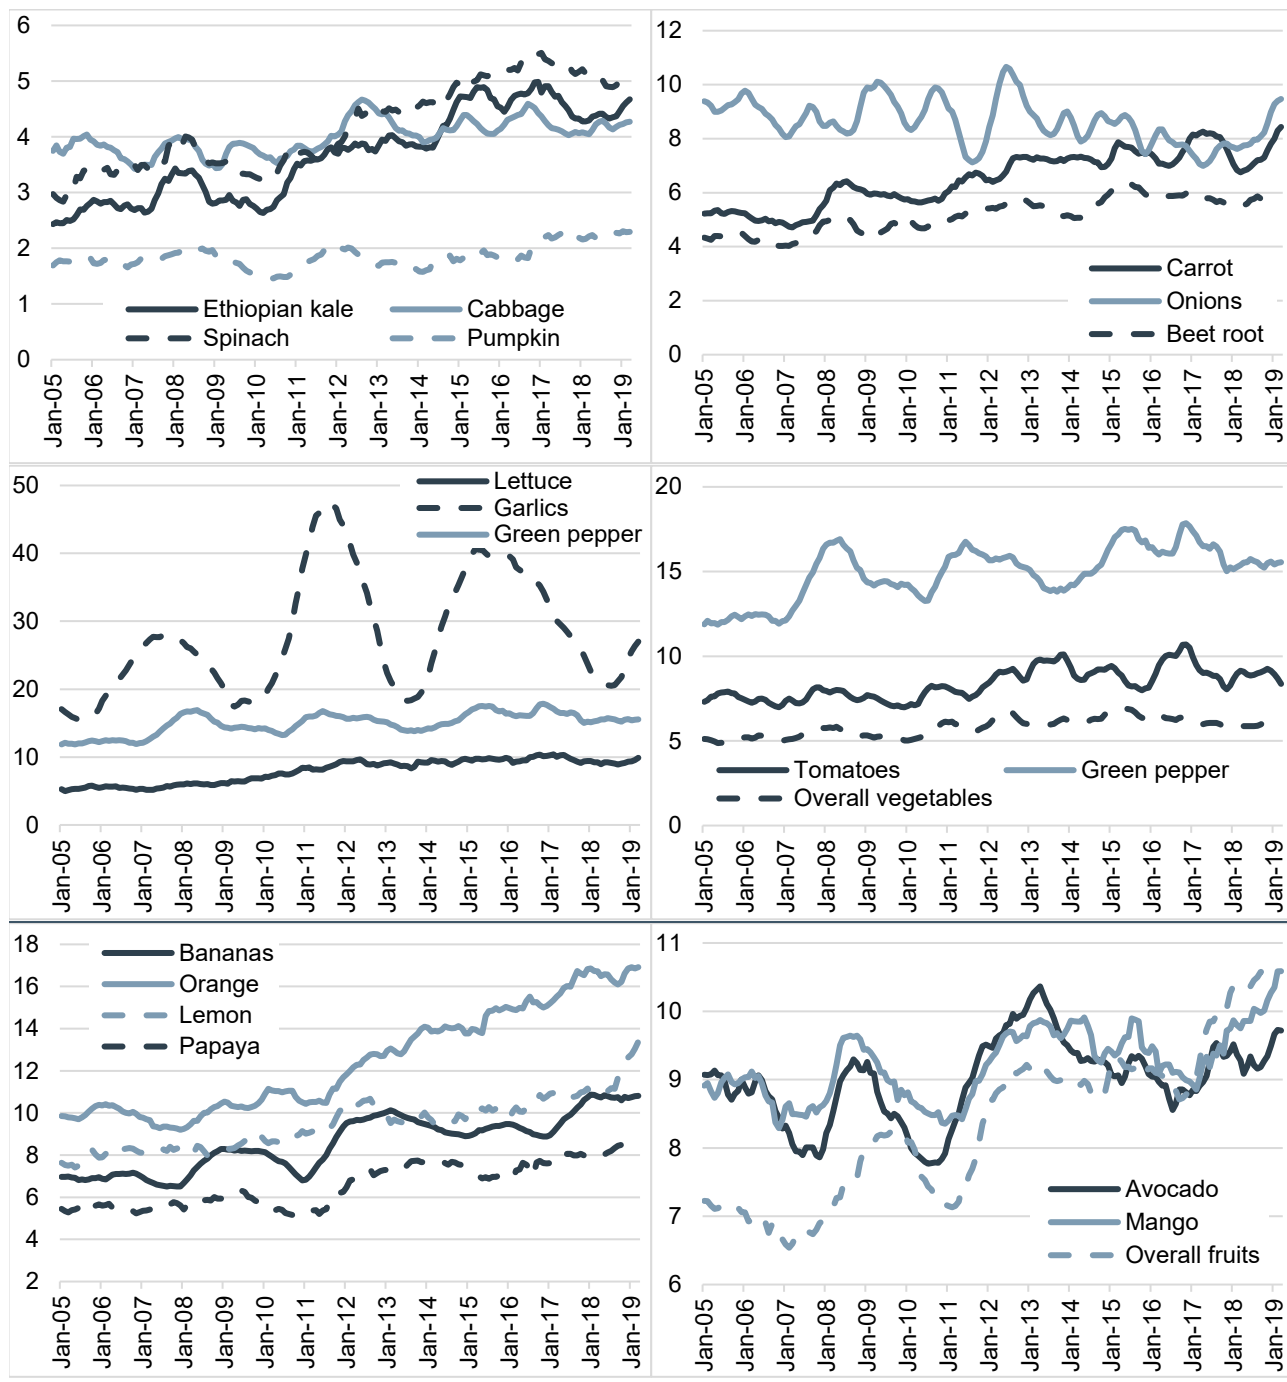 6
5
4
3
2
1
0
Ethiopian kale
Cabbage
Spinach
Pumpkin
Jan-05
Jan-06
Jan-07
Jan-08
Jan-09
Jan-10
Jan-11
Jan-12
Jan-13
Jan-14
Jan-15
Jan-16
Jan-17
Jan-18
Jan-19
12
10
8
6
4
2
0
Carrot
Onions
Beet root
Jan-05
Jan-06
Jan-07
Jan-08
Jan-09
Jan-10
Jan-11
Jan-12
Jan-13
Jan-14
Jan-15
Jan-16
Jan-17
Jan-18
Jan-19
50
40
30
20
10
0
Lettuce
Garlics
Green pepper
Jan-05
Jan-06
Jan-07
Jan-08
Jan-09
Jan-10
Jan-11
Jan-12
Jan-13
Jan-14
Jan-15
Jan-16
Jan-17
Jan-18
Jan-19
20
15
10
5
0
Tomatoes
Green pepper
Overall vegetables
Jan-05
Jan-06
Jan-07
Jan-08
Jan-09
Jan-10
Jan-11
Jan-12
Jan-13
Jan-14
Jan-15
Jan-16
Jan-17
Jan-18
Jan-19
18
16
14
12
10
8
6
4
2
Bananas
Orange
Lemon
Papaya
Jan-05
Jan-06
Jan-07
Jan-08
Jan-09
Jan-10
Jan-11
Jan-12
Jan-13
Jan-14
Jan-15
Jan-16
Jan-17
Jan-18
Jan-19
11
10
9
8
7
6
Avocado
Mango
Overall fruits
Jan-05
Jan-06
Jan-07
Jan-08
Jan-09
Jan-10
Jan-11
Jan-12
Jan-13
Jan-14
Jan-15
Jan-16
Jan-17
Jan-18
Jan-19